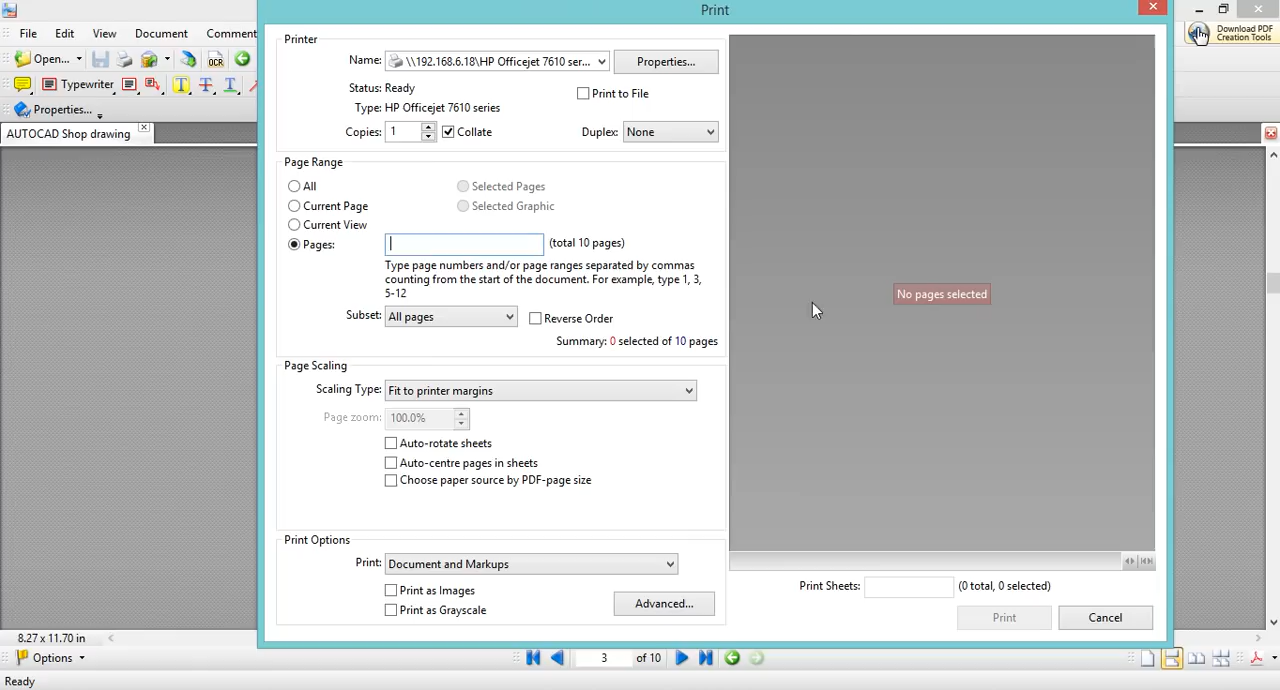 Print
File Edit View Document Comment
Download PDF
Creation Tools
Open...
OCR
Typewriter
Properties...
AUTOCAD Shop drawing
Printer
Name: \\192.168.6.18\HP Officejet 7610 ser... Properties...
Status: Ready
Print to File
Type: HP Officejet 7610 series
Copies: 1 Collate Duplex: None
Page Range
All Selected Pages
Current Page Selected Graphic
Current View
Pages: (total 10 pages)
Type page numbers and/or page ranges separated by commas
counting from the start of the document. For example, type 1, 3,
5-12
Subset: All pages Reverse Order
Summary: 0 selected of 10 pages
No pages selected
Page Scaling
Scaling Type: Fit to printer margins
Page zoom: 100.0%
Auto-rotate sheets
Auto-centre pages in sheets
Choose paper source by PDF-page size
Print Options
Print: Document and Markups
Print as Images
Print as Grayscale
Advanced...
Print Sheets: (0 total, 0 selected)
Print Cancel
8.27 x 11.70 in
Options 3 of 10
Ready